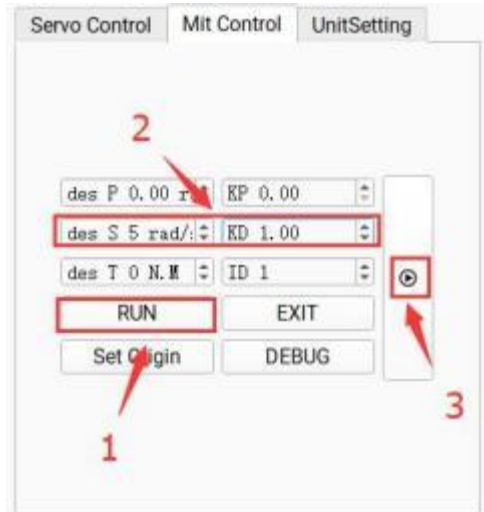 Servo Control Mit Control UnitSetting
2
des P 0.00 r KP 0.00
des S 5 rad/: KD 1.00
des T 0 N.M ID 1
RUN EXIT
Set Origin DEBUG
1
3